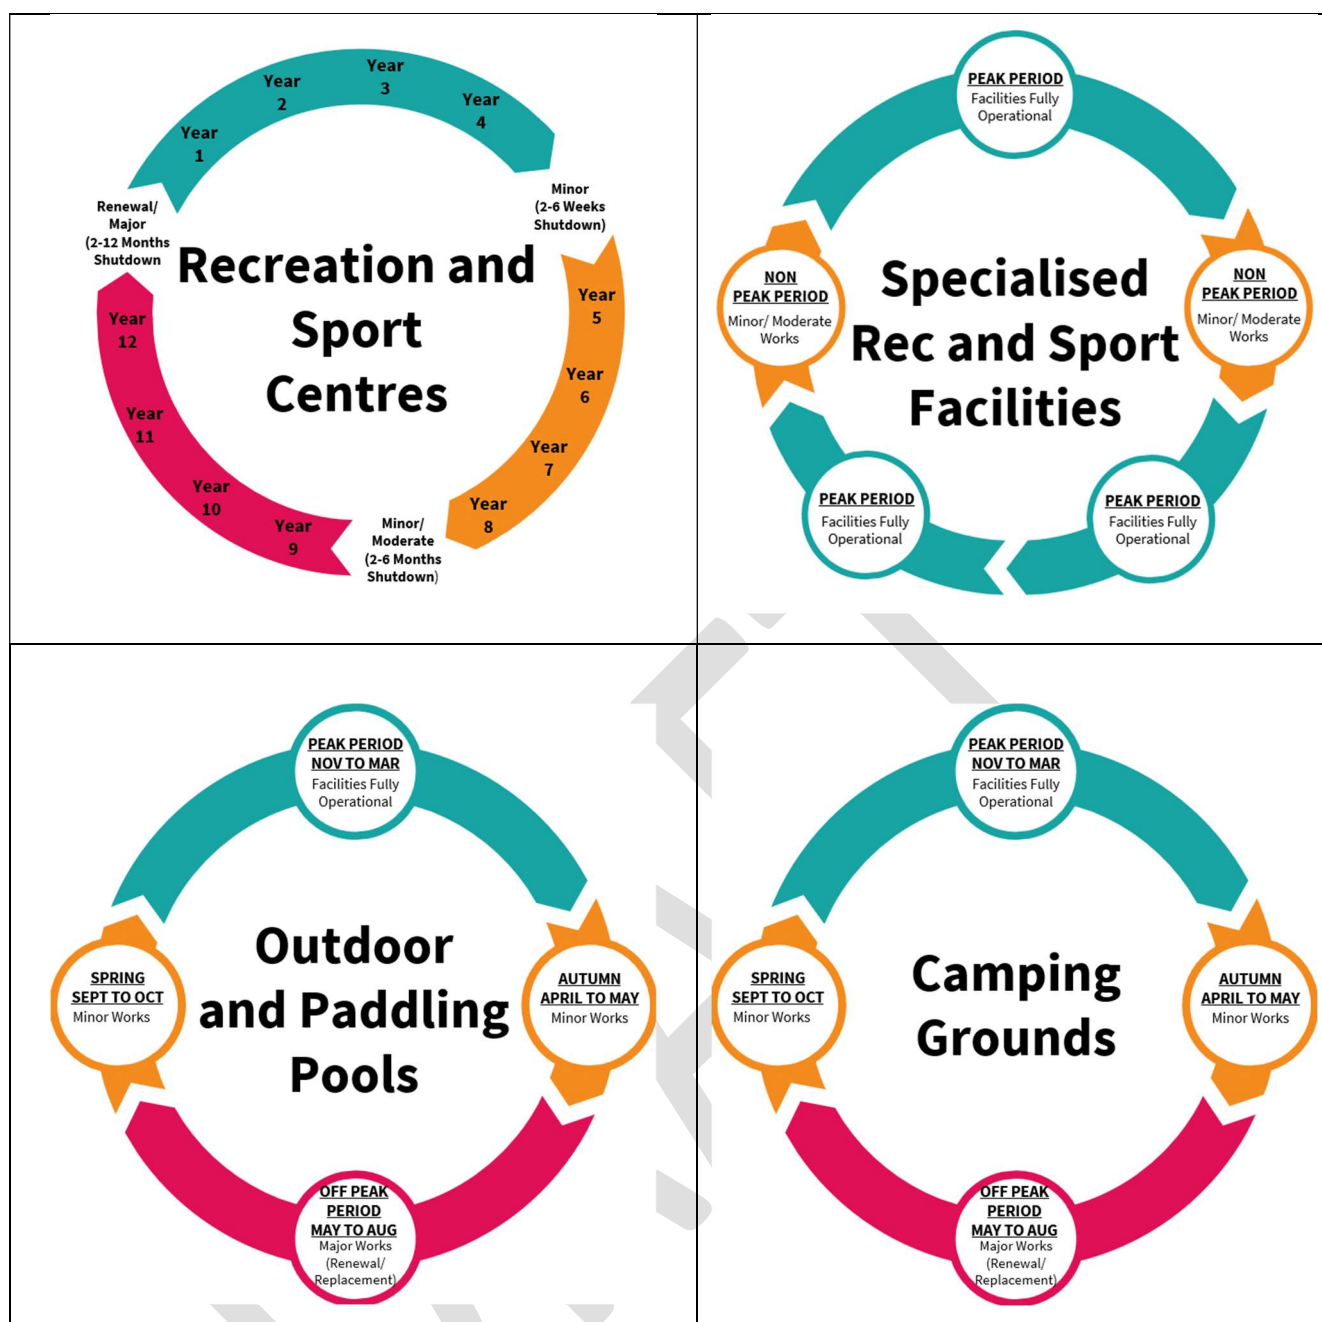 Year
1
Year
2
Year
3
Year
4
Minor
(2-6 Weeks
Shutdown)
Year
5
Year
6
Year
7
Year
8
Minor/
Moderate
(2-6 Months
Shutdown)
Year
9
Year
10
Year
11
Year
12
Renewal/
Major
(2-12 Months
Shutdown
Recreation and
Sport
Centres
PEAK PERIOD
Facilities Fully
Operational
NON
PEAK PERIOD
Minor/ Moderate
Works
PEAK PERIOD
Facilities Fully
Operational
PEAK PERIOD
Facilities Fully
Operational
NON
PEAK PERIOD
Minor/ Moderate
Works
Specialised
Rec and Sport
Facilities
PEAK PERIOD
NOV TO MAR
Facilities Fully
Operational
AUTUMN
APRIL TO MAY
Minor Works
OFF PEAK
PERIOD
MAY TO AUG
Major Works
(Renewal/
Replacement)
SPRING
SEPT TO OCT
Minor Works
Outdoor
and Paddling
Pools
PEAK PERIOD
NOV TO MAR
Facilities Fully
Operational
AUTUMN
APRIL TO MAY
Minor Works
OFF PEAK
PERIOD
MAY TO AUG
Major Works
(Renewal/
Replacement)
SPRING
SEPT TO OCT
Minor Works
Camping
Grounds